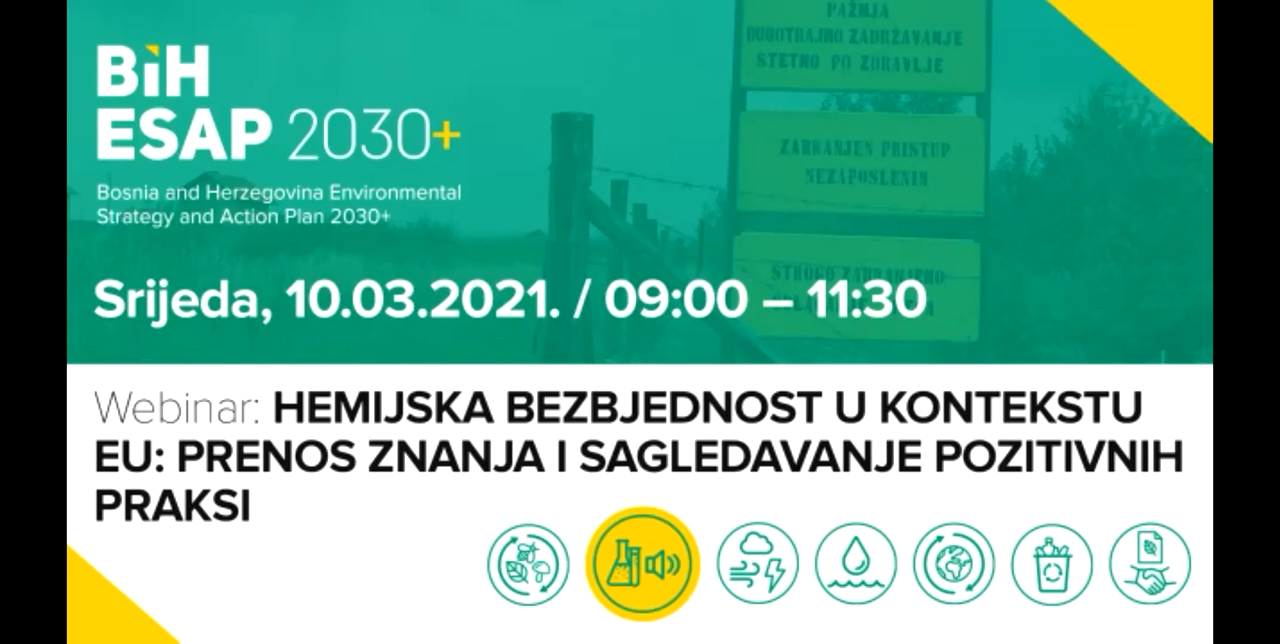 BiH
ESAP 2030+
Bosnia and Herzegovina Environmental
Strategy and Action Plan 2030+
PAŽNJA
DUGOTRAJNO ZADRŽAVANJE
ŠTETNO PO ZDRAVLJE
ZABRANJEN PRISTUP
NEZAPOSLENIM
STROGO ZABRANJENO
Srijeda, 10.03.2021. / 09:00 – 11:30
Webinar: HEMIJSKA BEZBJEDNOST U KONTEKSTU
EU: PRENOS ZNANJA I SAGLEDAVANJE POZITIVNIH
PRAKSI